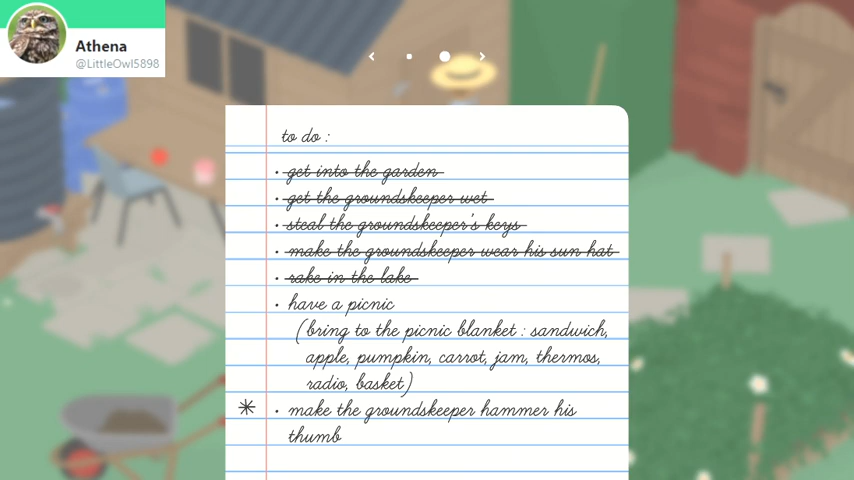 Athena
@LittleOwl5898
to do :
• get into the garden
• get the groundskeeper wet
• steal the groundskeeper's keys
• make the groundskeeper wear his sun hat
• rake in the lake
• have a picnic
(bring to the picnic blanket : sandwich,
apple, pumpkin, carrot, jam, thermos,
radio, basket)
• make the groundskeeper hammer his
thumb